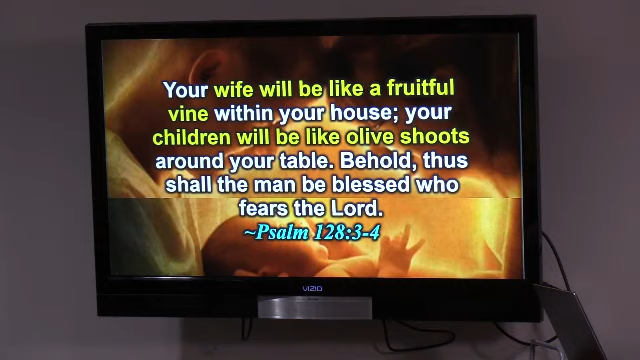 Your wife will be like a fruitful
vine within your house; your
children will be like olive shoots
around your table. Behold, thus
shall the man be blessed who
fears the Lord.
~Psalm 128:3-4
VIZIO